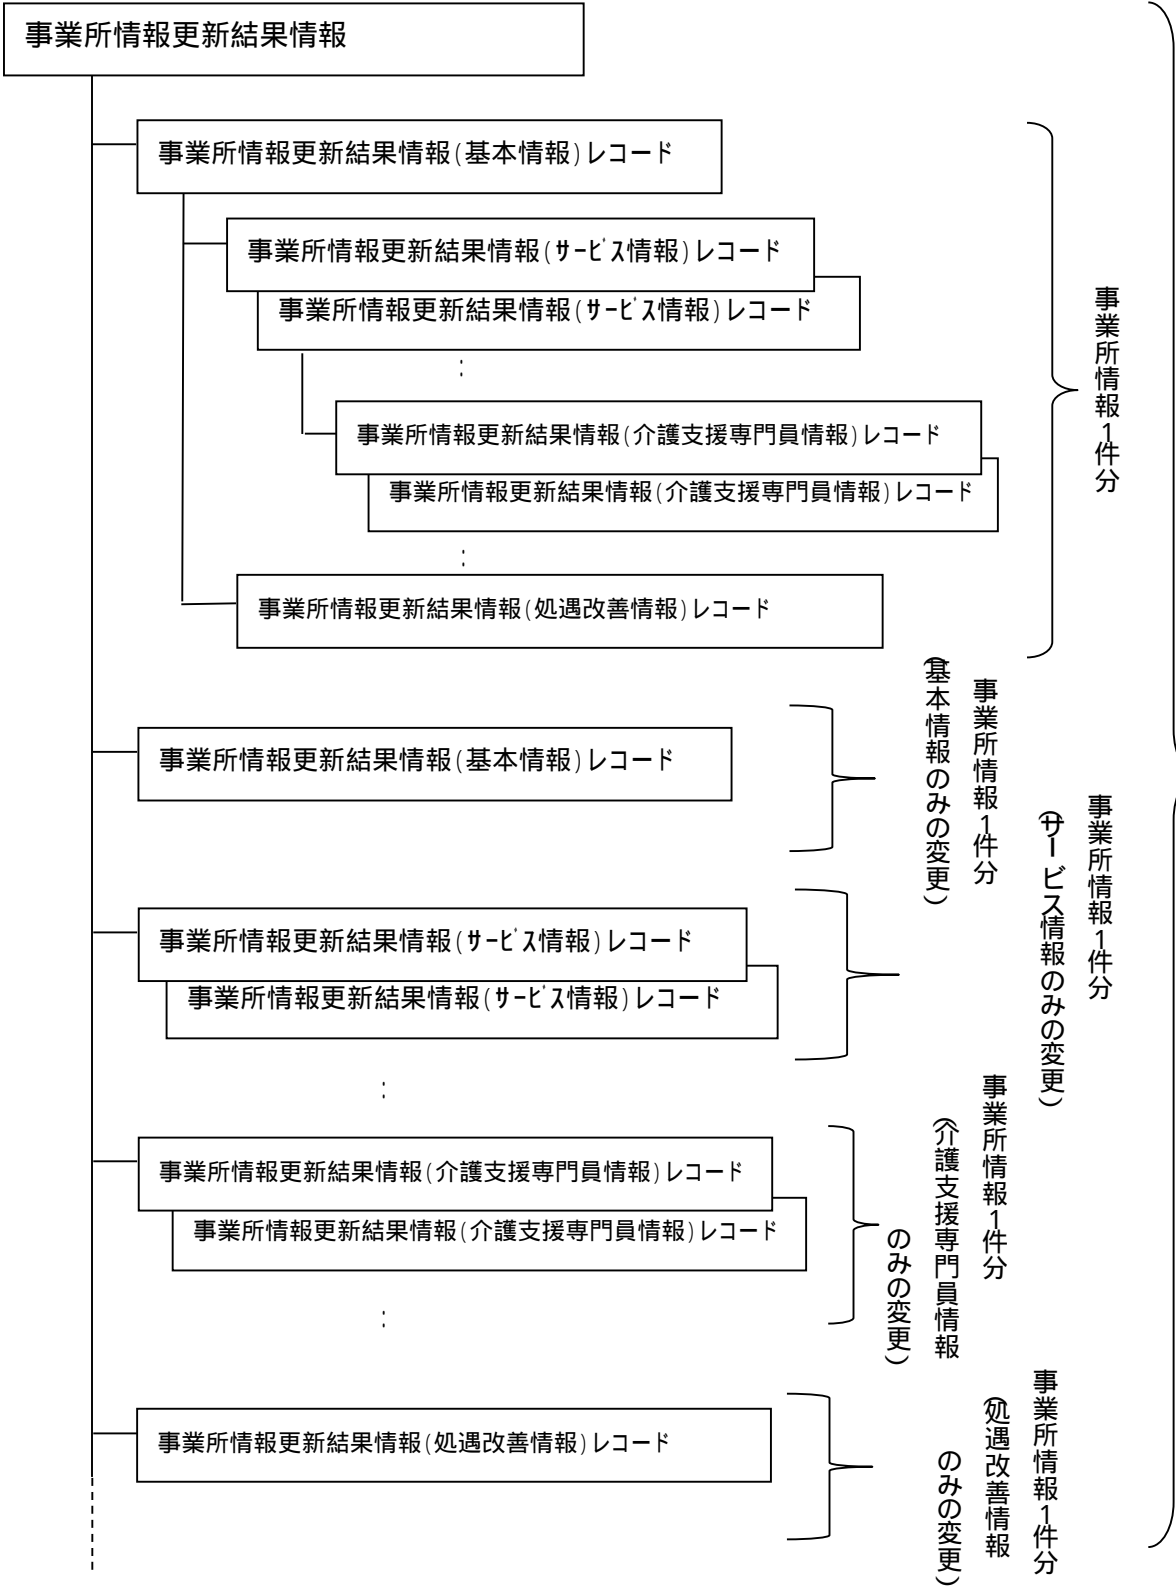 事業所情報更新結果情報
事業所情報更新結果情報(基本情報)レコード
事業所情報更新結果情報(ｻｰﾋﾞｽ情報)レコード
事業所情報更新結果情報(ｻｰﾋﾞｽ情報)レコード
:
事業所情報更新結果情報(介護支援専門員情報)レコード
事業所情報更新結果情報(介護支援専門員情報)レコード
:
事業所情報更新結果情報(処遇改善情報)レコード
事業所情報1件分
事業所情報更新結果情報(基本情報)レコード
事業所情報1件分
(基本情報のみの変更)
事業所情報更新結果情報(ｻｰﾋﾞｽ情報)レコード
事業所情報更新結果情報(ｻｰﾋﾞｽ情報)レコード
:
事業所情報1件分
(サービス情報のみの変更)
事業所情報更新結果情報(介護支援専門員情報)レコード
事業所情報更新結果情報(介護支援専門員情報)レコード
:
事業所情報1件分
(介護支援専門員情報
のみの変更)
事業所情報更新結果情報(処遇改善情報)レコード
事業所情報1件分
(処遇改善情報
のみの変更)